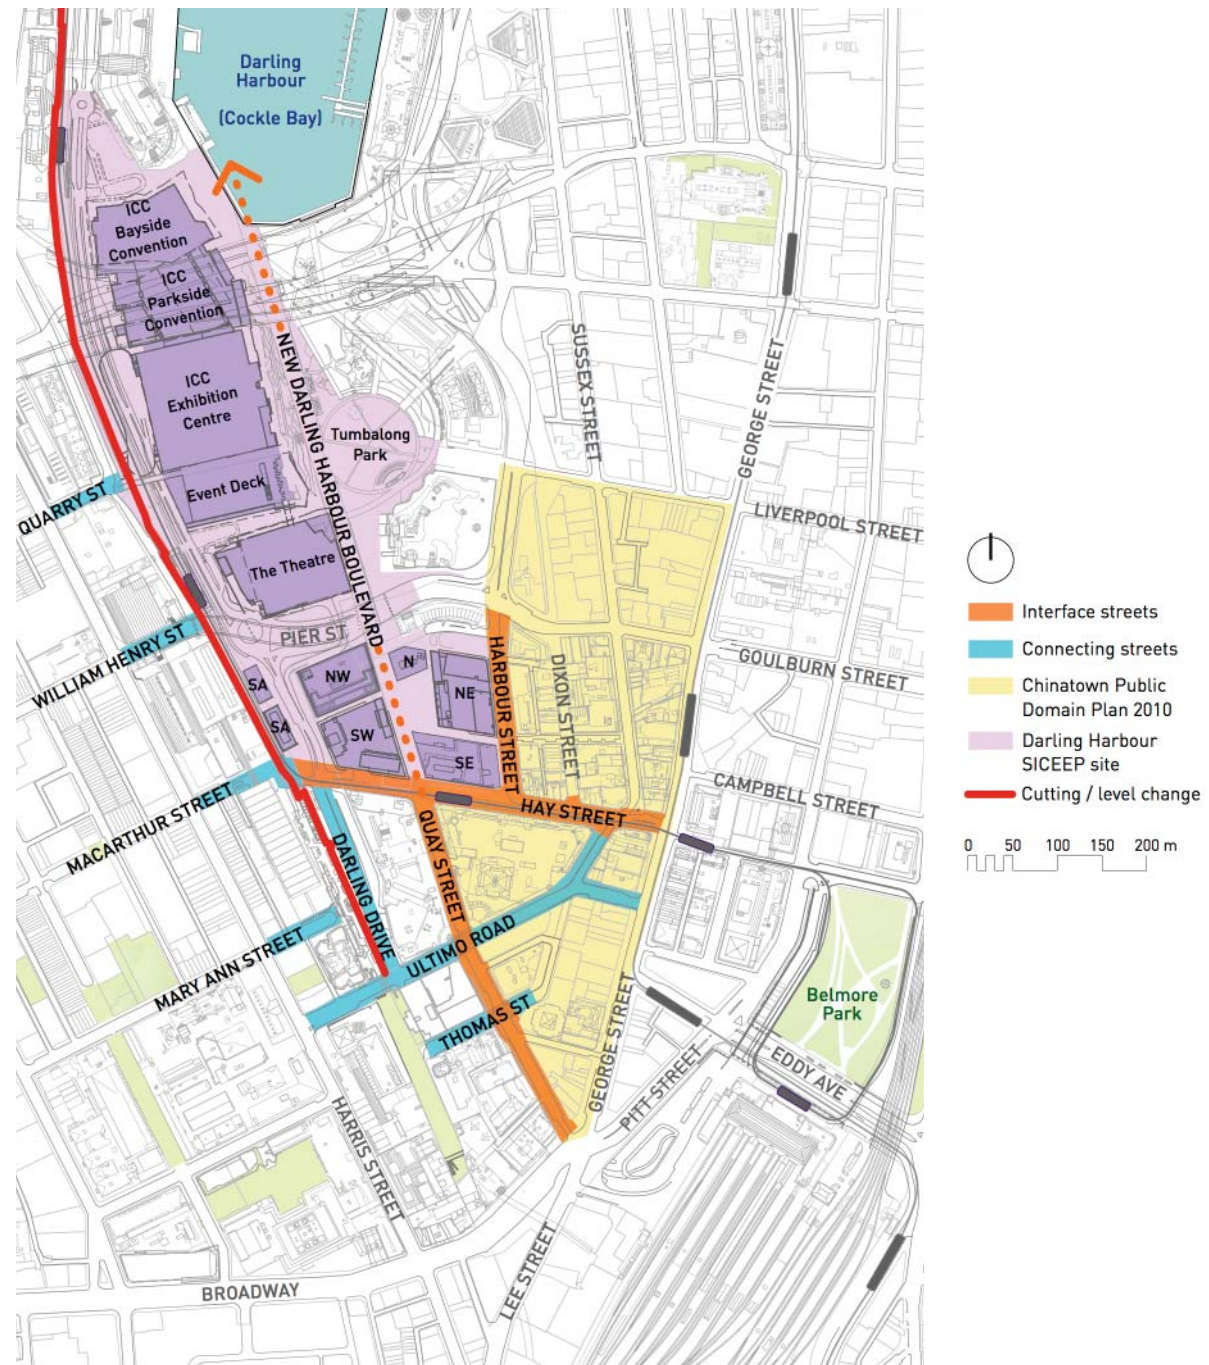 Darling
Harbour
(Cockle Bay)
ICC
Bayside
Convention
ICC
Parkside
Convention
ICC
Exhibition
Centre
Event Deck
The Theatre
Tumbalong
Park
NEW DARLING HARBOUR BOULEVARD
SUSSEX STREET
GEORGE STREET
LIVERPOOL STREET
QUARRY ST
WILLIAM HENRY ST
PIER ST
SA
SA
NW
SW
N
NE
SE
HARBOUR STREET
DIXON STREET
GOULBURN STREET
CAMPBELL STREET
HAY STREET
MACARTHUR STREET
DARLING DRIVE
QUAY STREET
ULTIMO ROAD
MARY ANN STREET
THOMAS ST
GEORGE STREET
PITT STREET
Belmore
Park
EDDY AVE
HARRIS STREET
LEE STREET
BROADWAY
Interface streets
Connecting streets
Chinatown Public
Domain Plan 2010
Darling Harbour
SICEEP site
Cutting / level change
0 50 100 150 200 m